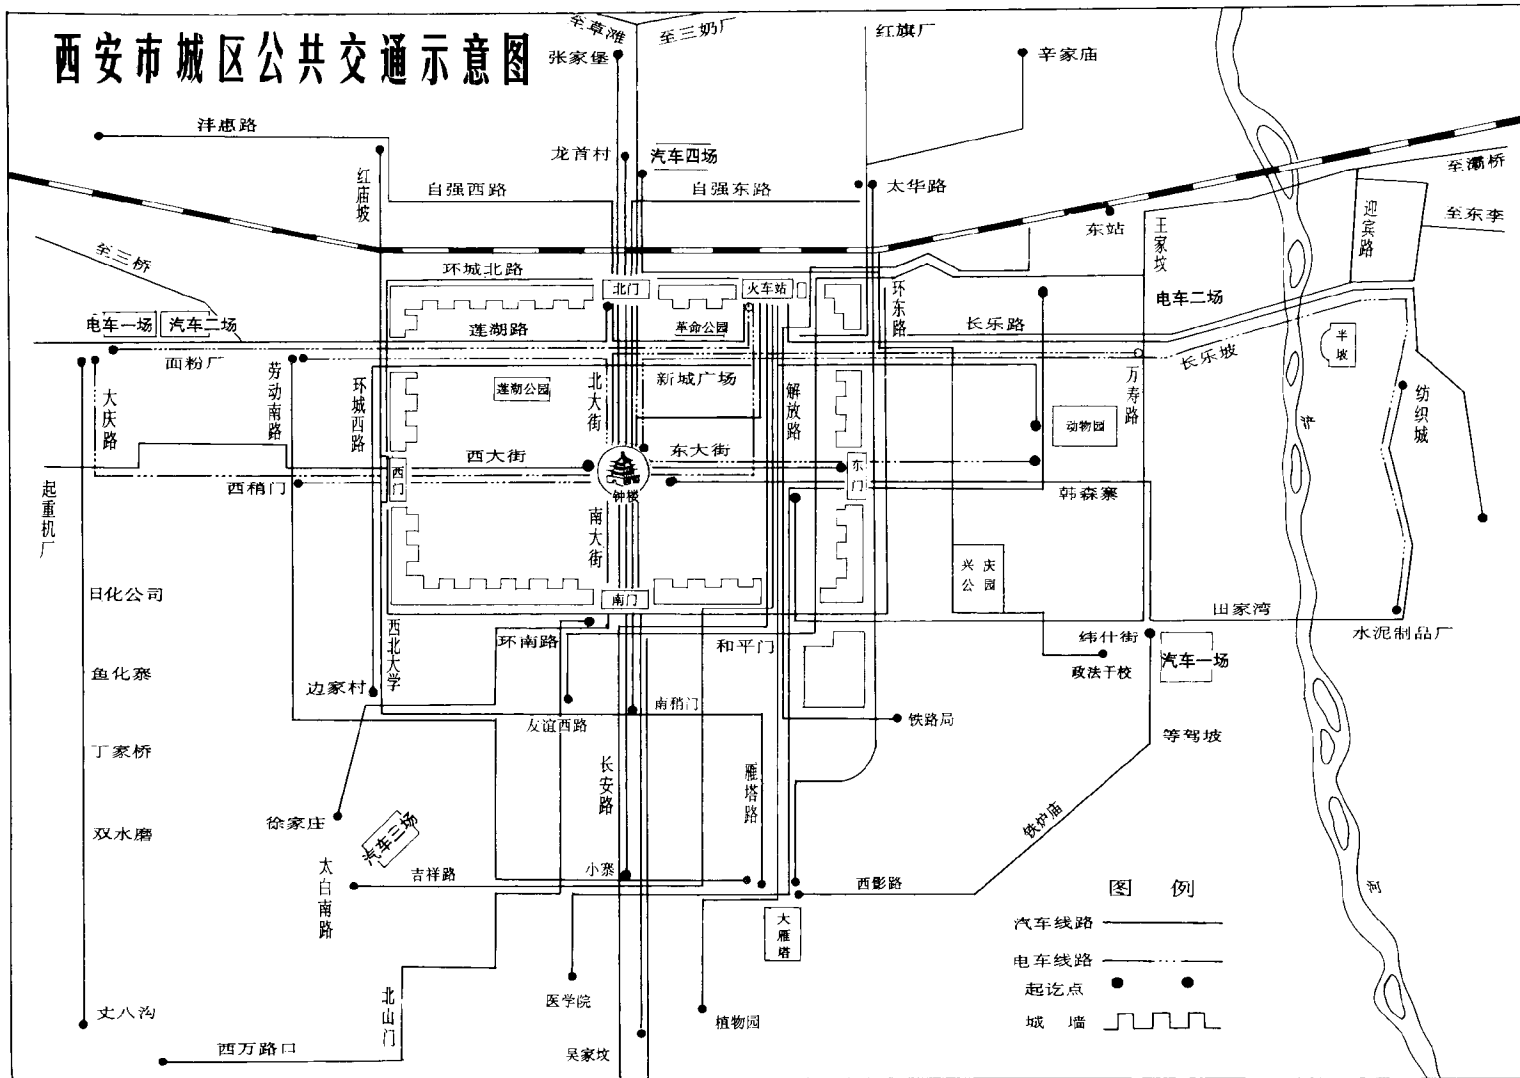 西安市城区公共交通示意图
至草滩
至三奶厂
红旗厂
张家堡
辛家庙
沣惠路
龙首村
汽车四场
至灞桥
红庙坡
自强西路
自强东路
太华路
迎宾路
至东李
东站
王家坟
至三桥
环城北路
北门
火车站
环东路
电车二场
电车一场
汽车二场
莲湖路
革命公园
长乐路
半坡
面粉厂
长乐坡
劳动南路
环城西路
莲湖公园
北大街
新城广场
解放路
万寿路
纺织城
大庆路
动物园
浐
西大街
东大街
西门
东门
钟楼
西稍门
韩森寨
起重机厂
南大街
兴庆公园
日化公司
南门
田家湾
西北大学
环南路
和平门
纬什街
水泥制品厂
汽车一场
政法干校
鱼化寨
边家村
南稍门
友谊西路
铁路局
丁家桥
长安路
雁塔路
等驾坡
徐家庄
汽车三场
双水磨
铁炉庙
太白南路
吉祥路
小寨
西影路
河
图 例
大雁塔
汽车线路
电车线路
起讫点
城 墙
丈八沟
北山门
医学院
植物园
西万路口
吴家坟